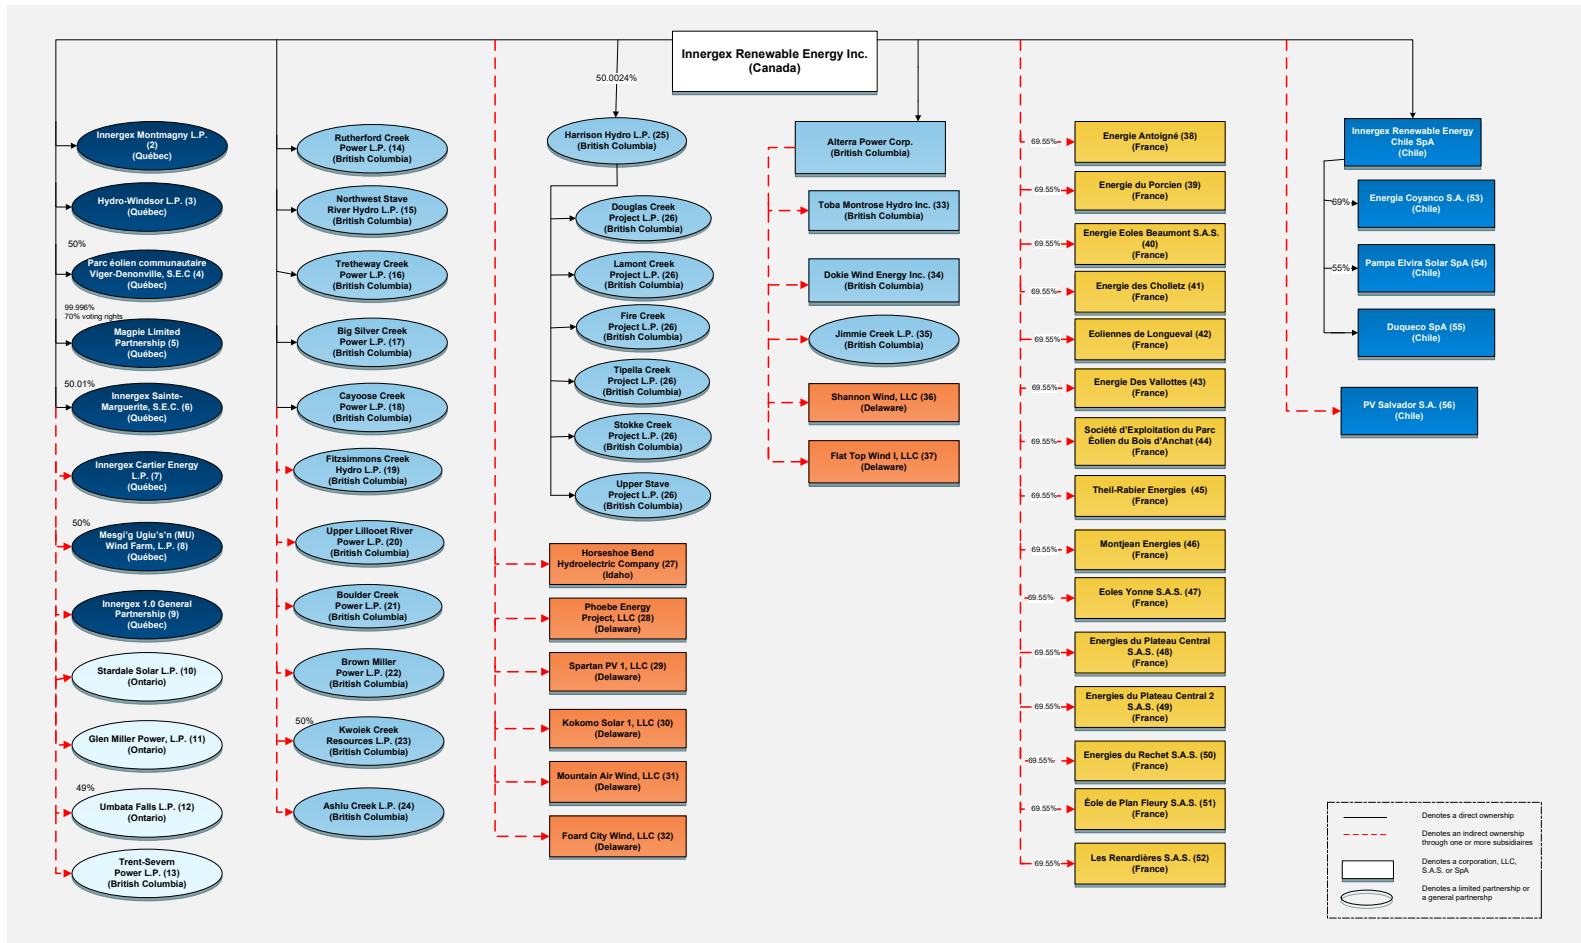 Innergex Renewable Energy Inc.
(Canada)
50.0024%
Innergex Montmagny L.P.
(2)
(Québec)
Hydro-Windsor L.P. (3)
(Québec)
50%
Parc éolien communautaire
Viger-Denonville, S.E.C (4)
(Québec)
99.996%
70% voting rights
Magpie Limited
Partnership (5)
(Québec)
50.01%
Innergex Sainte-
Marguerite, S.E.C. (6)
(Québec)
Innergex Cartier Energy
L.P. (7)
(Québec)
50%
Mesgi'g Ugiu's'n (MU)
Wind Farm, L.P. (8)
(Québec)
Innergex 1.0 General
Partnership (9)
(Québec)
Stardale Solar L.P. (10)
(Ontario)
Glen Miller Power, L.P. (11)
(Ontario)
49%
Umbata Falls L.P. (12)
(Ontario)
Trent-Severn
Power L.P. (13)
(British Columbia)
Rutherford Creek
Power L.P. (14)
(British Columbia)
Northwest Stave
River Hydro L.P. (15)
(British Columbia)
Tretheway Creek
Power L.P. (16)
(British Columbia)
Big Silver Creek
Power L.P. (17)
(British Columbia)
Cayoose Creek
Power L.P. (18)
(British Columbia)
Fitzsimmons Creek
Hydro L.P. (19)
(British Columbia)
Upper Lillooet River
Power L.P. (20)
(British Columbia)
Boulder Creek
Power L.P. (21)
(British Columbia)
Brown Miller
Power L.P. (22)
(British Columbia)
50%
Kwoiek Creek
Resources L.P. (23)
(British Columbia)
Ashlu Creek L.P. (24)
(British Columbia)
Harrison Hydro L.P. (25)
(British Columbia)
Douglas Creek
Project L.P. (26)
(British Columbia)
Lamont Creek
Project L.P. (26)
(British Columbia)
Fire Creek
Project L.P. (26)
(British Columbia)
Tipella Creek
Project L.P. (26)
(British Columbia)
Stokke Creek
Project L.P. (26)
(British Columbia)
Upper Stave
Project L.P. (26)
(British Columbia)
Horseshoe Bend
Hydroelectric Company (27)
(Idaho)
Phoebe Energy
Project, LLC (28)
(Delaware)
Spartan PV 1, LLC (29)
(Delaware)
Kokomo Solar 1, LLC (30)
(Delaware)
Mountain Air Wind, LLC (31)
(Delaware)
Foard City Wind, LLC (32)
(Delaware)
Alterra Power Corp.
(British Columbia)
Toba Montrose Hydro Inc. (33)
(British Columbia)
Dokie Wind Energy Inc. (34)
(British Columbia)
Jimmie Creek L.P. (35)
(British Columbia)
Shannon Wind, LLC (36)
(Delaware)
Flat Top Wind I, LLC (37)
(Delaware)
69.55%
Energie Antoigné (38)
(France)
69.55%
Energie du Porcien (39)
(France)
69.55%
Energie Eoles Beaumont S.A.S.
(40)
(France)
69.55%
Energie des Cholletz (41)
(France)
69.55%
Eoliennes de Longueval (42)
(France)
69.55%
Energie Des Vallottes (43)
(France)
69.55%
Société d'Exploitation du Parc
Éolien du Bois d'Anchat (44)
(France)
69.55%
Theil-Rabier Energies (45)
(France)
69.55%
Montjean Energies (46)
(France)
69.55%
Eoles Yonne S.A.S. (47)
(France)
69.55%
Energies du Plateau Central
S.A.S. (48)
(France)
69.55%
Energies du Plateau Central 2
S.A.S. (49)
(France)
69.55%
Energies du Rechet S.A.S. (50)
(France)
69.55%
Éole de Plan Fleury S.A.S. (51)
(France)
69.55%
Les Renardières S.A.S. (52)
(France)
Innergex Renewable Energy
Chile SpA
(Chile)
69%
Energia Coyanco S.A. (53)
(Chile)
55%
Pampa Elvira Solar SpA (54)
(Chile)
Duqueco SpA (55)
(Chile)
PV Salvador S.A. (56)
(Chile)
Denotes a direct ownership
Denotes an indirect ownership
through one or more subsidiaires
Denotes a corporation, LLC,
S.A.S. or SpA
Denotes a limited partnership or
a general partnershp